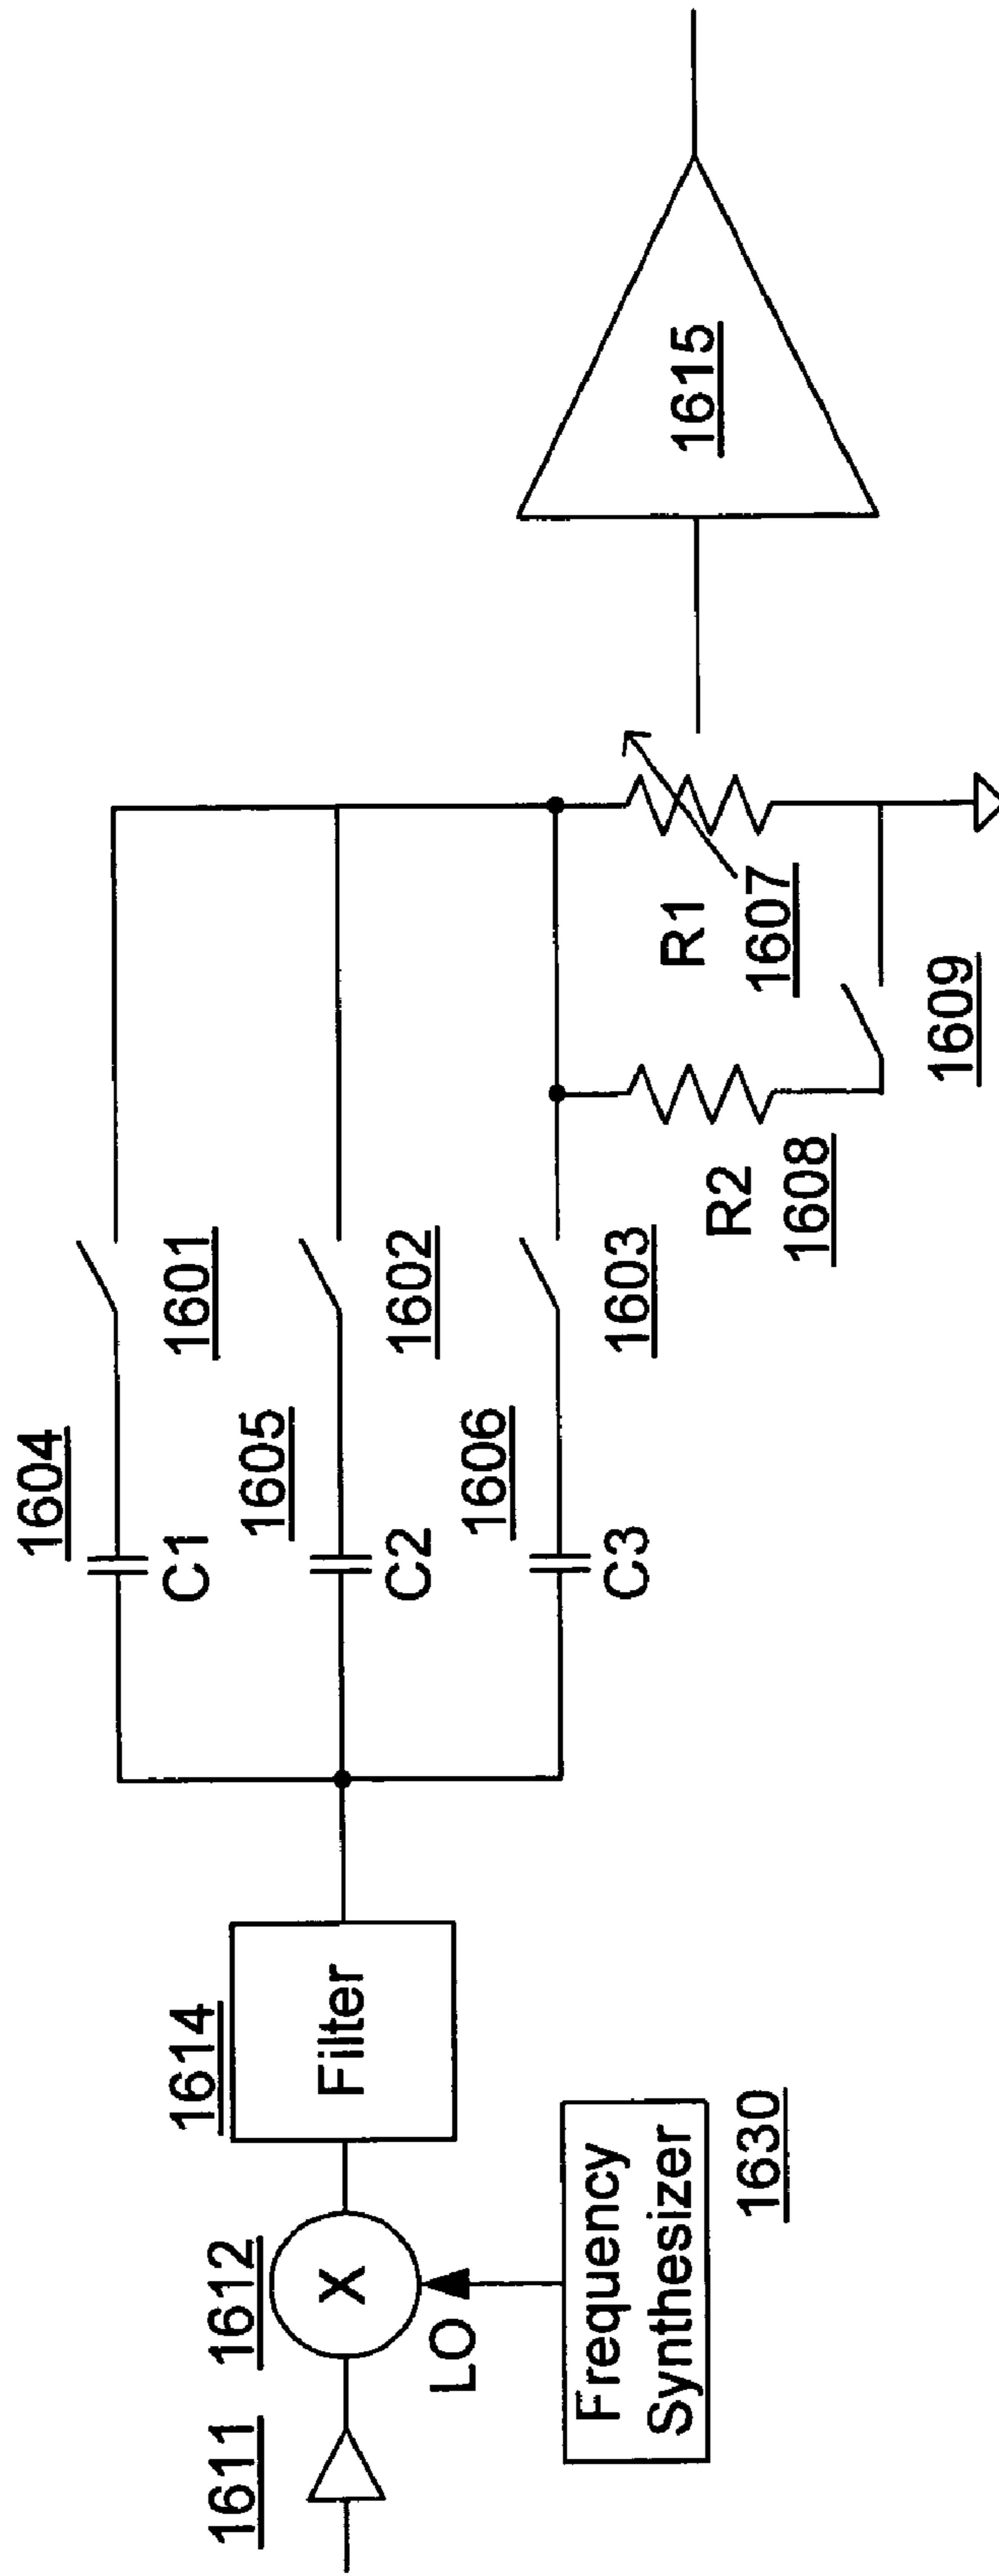 1611
1612
LO
Frequency
Synthesizer
1630
1614
Filter
1604
C1
1601
1605
C2
1602
1606
C3
1603
R2
1608
R1
1607
1609
1615